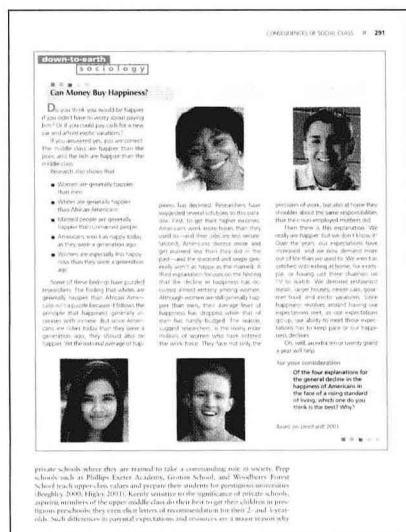 CONSEQUENCES OF SOCIAL CLASS 291
down-to-earth
sociology
Can Money Buy Happiness?
Do you think you would be happier
if you didn't have to worry about paying
bills? Or if you could pay cash for a new
car and afford exotic vacations?
If you answered yes, you are correct.
The middle class are happier than the
poor, and the rich are happier than the
middle class.
Research also shows that
Women are generally happier
than men
Whites are generally happier
than African Americans
Married people are generally
happier than unmarried people
Americans aren't as happy today
as they were a generation ago
Women are especially less happy
now than they were a generation
ago
Some of these findings have puzzled
researchers. The finding that whites are
generally happier than African Ameri-
cans isn't a puzzle because it follows the
principle that happiness generally in-
creases with income. But since Ameri-
cans are richer today than they were a
generation ago, they should also be
happier. Yet the national average of hap-
piness has declined. Researchers have
suggested several solutions to this para-
dox. First, to get their higher incomes,
Americans work more hours than they
used to—and their jobs are less secure.
Second, Americans divorce more and
get married less than they did in the
past—and the divorced and single gen-
erally aren't as happy as the married. A
third explanation focuses on the finding
that the decline in happiness has oc-
curred almost entirely among women.
Although women are still generally hap-
pier than men, their average level of
happiness has dropped while that of
men has hardly budged. The reason,
suggest researchers, is the many more
millions of women who have entered
the work force. They face not only the
pressures of work, but also at home they
shoulder about the same responsibilities
that the non-employed mothers did.
Then there is this explanation: We
really are happier, but we don't know it!
Over the years, our expectations have
increased, and we now demand more
out of life than we used to. We aren't as
satisfied with eating at home, for exam-
ple, or having just three channels on
TV to watch. We demand restaurant
meals, larger houses, newer cars, gour-
met food, and exotic vacations. Since
happiness revolves around having our
expectations met, as our expectations
go up, our ability to meet those expec-
tations has to keep pace or our happi-
ness declines.
Oh, well, another ten or twenty grand
a year will help.
For your consideration
Of the four explanations for
the general decline in the
happiness of Americans in
the face of a rising standard
of living, which one do you
think is the best? Why?
Based on Leonhardt 2001.
private schools where they are trained to take a commanding role in society. Prep
schools such as Phillips Exeter Academy, Groton School, and Woodberry Forest
School teach upper-class values and prepare their students for prestigious universities
(Beeghley 2000; Higley 2003). Keenly sensitive to the significance of private schools,
aspiring members of the upper middle class do their best to get their children in pres-
tigious preschools; they even elicit letters of recommendation for their 2- and 3-year-
olds. Such differences in parental expectations and resources are a major reason why